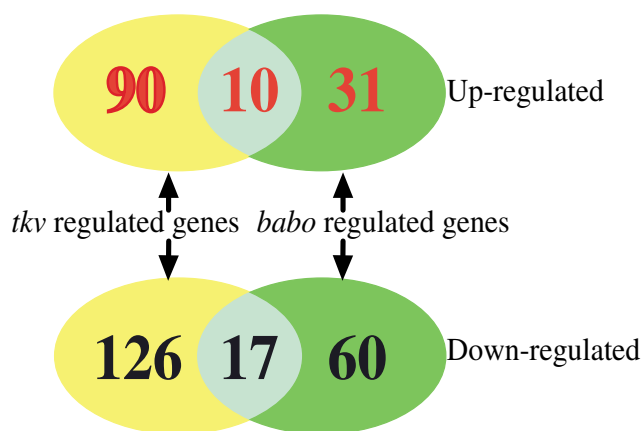 90 10 31 Up-regulated
tkv regulated genes babo regulated genes
126 17 60 Down-regulated